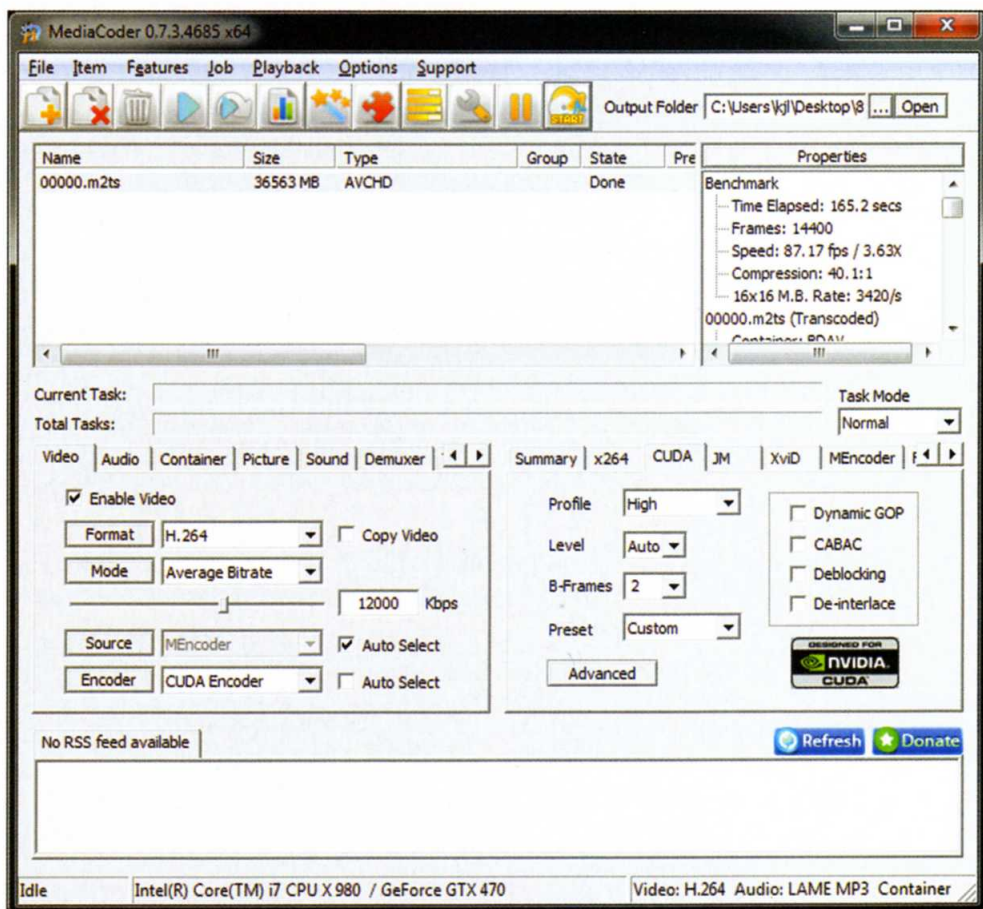 MediaCoder 0.7.3.4685 x64
File Item Features Job Playback Options Support
START
Output Folder C:\Users\kjl\Desktop\8 ... Open
Name Size Type Group State Pre
00000.m2ts 36563 MB AVCHD Done
Properties
Benchmark
Time Elapsed: 165.2 secs
Frames: 14400
Speed: 87.17 fps / 3.63X
Compression: 40.1:1
16x16 M.B. Rate: 3420/s
00000.m2ts (Transcoded)
Container: BDAV
Current Task:
Total Tasks:
Task Mode
Normal
Video Audio Container Picture Sound Demuxer
Enable Video
Format H.264 Copy Video
Mode Average Bitrate
12000 Kbps
Source MEncoder Auto Select
Encoder CUDA Encoder Auto Select
Summary x264 CUDA JM XviD MEncoder F
Profile High
Level Auto
B-Frames 2
Preset Custom
Advanced
Dynamic GOP
CABAC
Deblocking
De-interlace
DESIGNED FOR
NVIDIA.
CUDA
No RSS feed available
Refresh Donate
Idle Intel(R) Core(TM) i7 CPU X 980 / GeForce GTX 470 Video: H.264 Audio: LAME MP3 Container